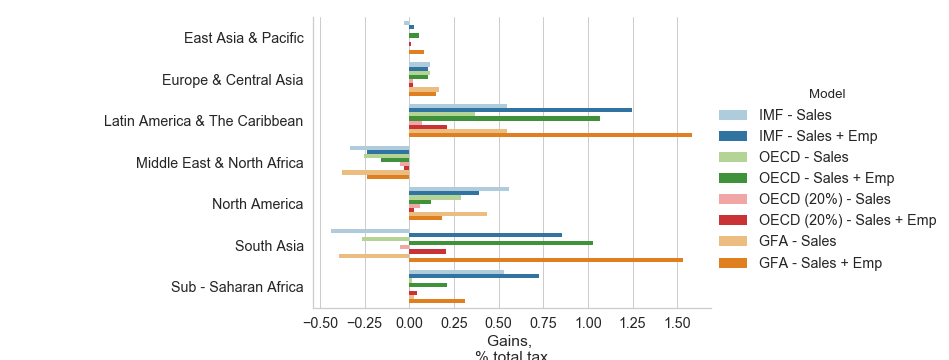 East Asia & Pacific
Europe & Central Asia
Latin America & The Caribbean
Middle East & North Africa
North America
South Asia
Sub - Saharan Africa
−0.50 −0.25 0.00 0.25 0.50 0.75 1.00 1.25 1.50
Gains,
% total tax
Model
IMF - Sales
IMF - Sales + Emp
OECD - Sales
OECD - Sales + Emp
OECD (20%) - Sales
OECD (20%) - Sales + Emp
GFA - Sales
GFA - Sales + Emp